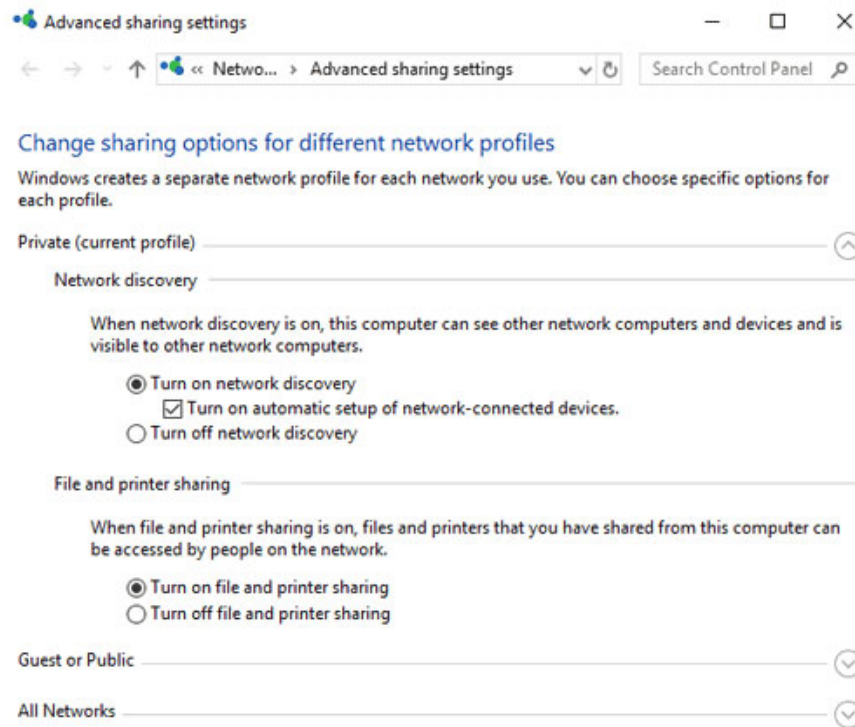 Advanced sharing settings
« Netwo... › Advanced sharing settings
Search Control Panel
Change sharing options for different network profiles
Windows creates a separate network profile for each network you use. You can choose specific options for
each profile.
Private (current profile)
Network discovery
When network discovery is on, this computer can see other network computers and devices and is
visible to other network computers.
Turn on network discovery
Turn on automatic setup of network-connected devices.
Turn off network discovery
File and printer sharing
When file and printer sharing is on, files and printers that you have shared from this computer can
be accessed by people on the network.
Turn on file and printer sharing
Turn off file and printer sharing
Guest or Public
All Networks